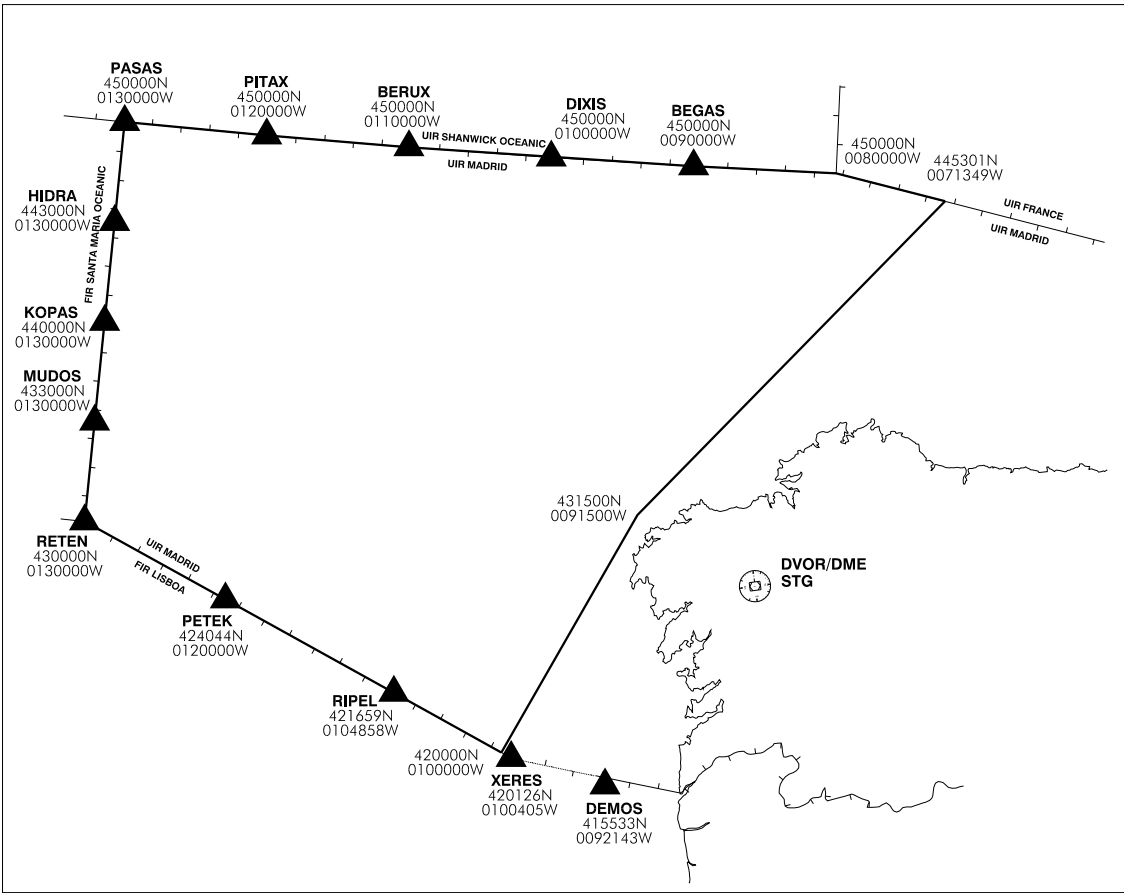 PASAS
450000N
0130000W
PITAX
450000N
0120000W
BERUX
450000N
0110000W
DIXIS
450000N
0100000W
BEGAS
450000N
0090000W
450000N
0080000W
445301N
0071349W
UIR SHANWICK OCEANIC
UIR MADRID
UIR FRANCE
UIR MADRID
HIDRA
443000N
0130000W
FIR SANTA MARIA OCEANIC
KOPAS
440000N
0130000W
MUDOS
433000N
0130000W
RETEN
430000N
0130000W
UIR MADRID
FIR LISBOA
431500N
0091500W
DVOR/DME
STG
PETEK
424044N
0120000W
RIPEL
421659N
0104858W
420000N
0100000W
XERES
420126N
0100405W
DEMOS
415533N
0092143W